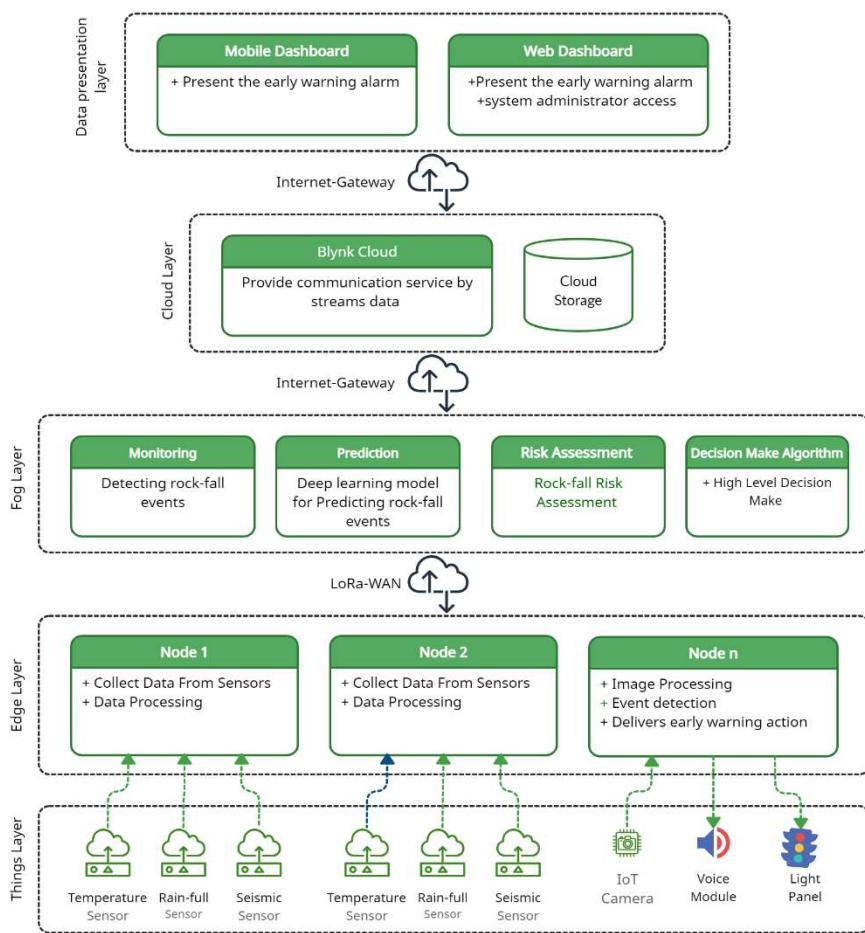 Data presentation
layer
Mobile Dashboard
+ Present the early warning alarm
Web Dashboard
+Present the early warning alarm
+system administrator access
Internet-Gateway
Cloud Layer
Blynk Cloud
Provide communication service by
streams data
Cloud
Storage
Internet-Gateway
Fog Layer
Monitoring
Detecting rock-fall
events
Prediction
Deep learning model
for Predicting rock-fall
events
Risk Assessment
Rock-fall Risk
Assessment
Decision Make Algorithm
+ High Level Decision
Make
LoRa-WAN
Edge Layer
Node 1
+ Collect Data From Sensors
+ Data Processing
Node 2
+ Collect Data From Sensors
+ Data Processing
Node n
+ Image Processing
+ Event detection
+ Delivers early warning action
Things Layer
Temperature
Sensor
Rain-full
Sensor
Seismic
Sensor
Temperature
Sensor
Rain-full
Sensor
Seismic
Sensor
IoT
Camera
Voice
Module
Light
Panel